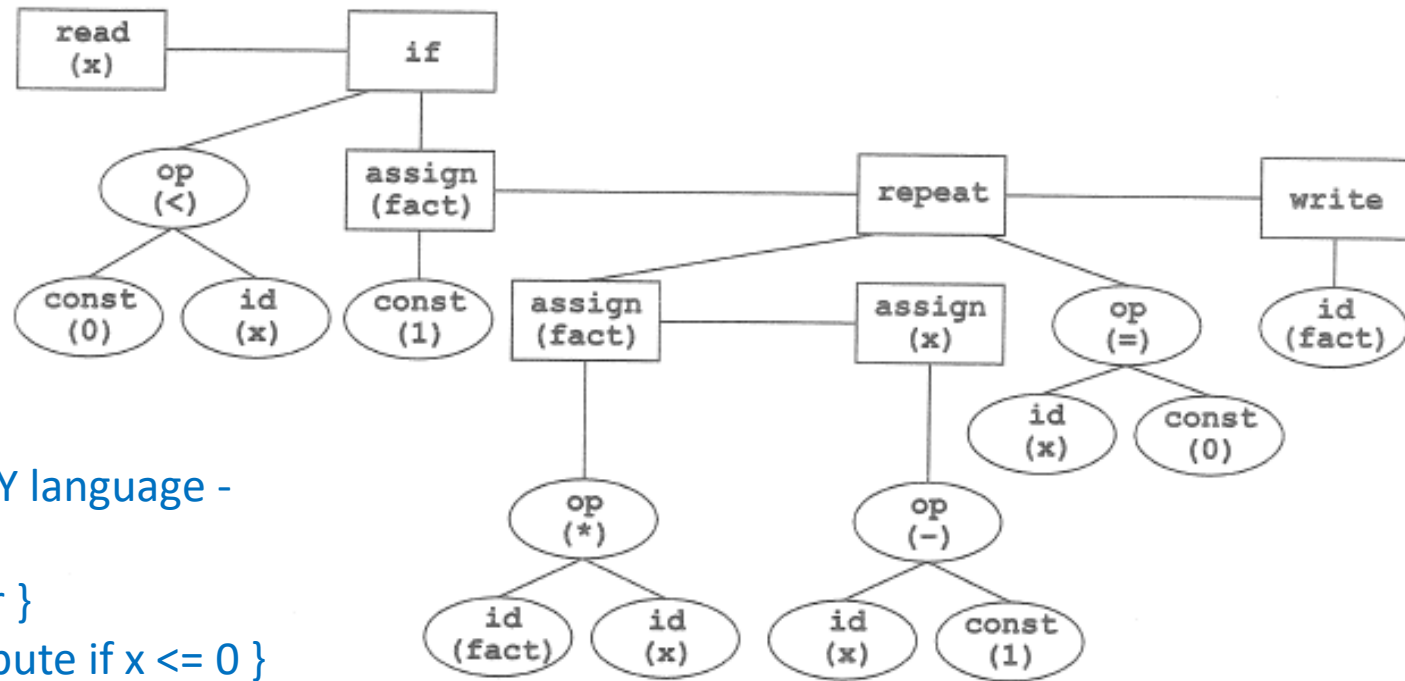 read
(x)
if
op
(<)
assign
(fact)
repeat
write
const
(0)
id
(x)
const
(1)
assign
(fact)
assign
(x)
op
(=)
id
(fact)
id
(x)
const
(0)
op
(*)
op
(-)
id
(fact)
id
(x)
id
(x)
const
(1)
Y language -
r }
pute if x <= 0 }